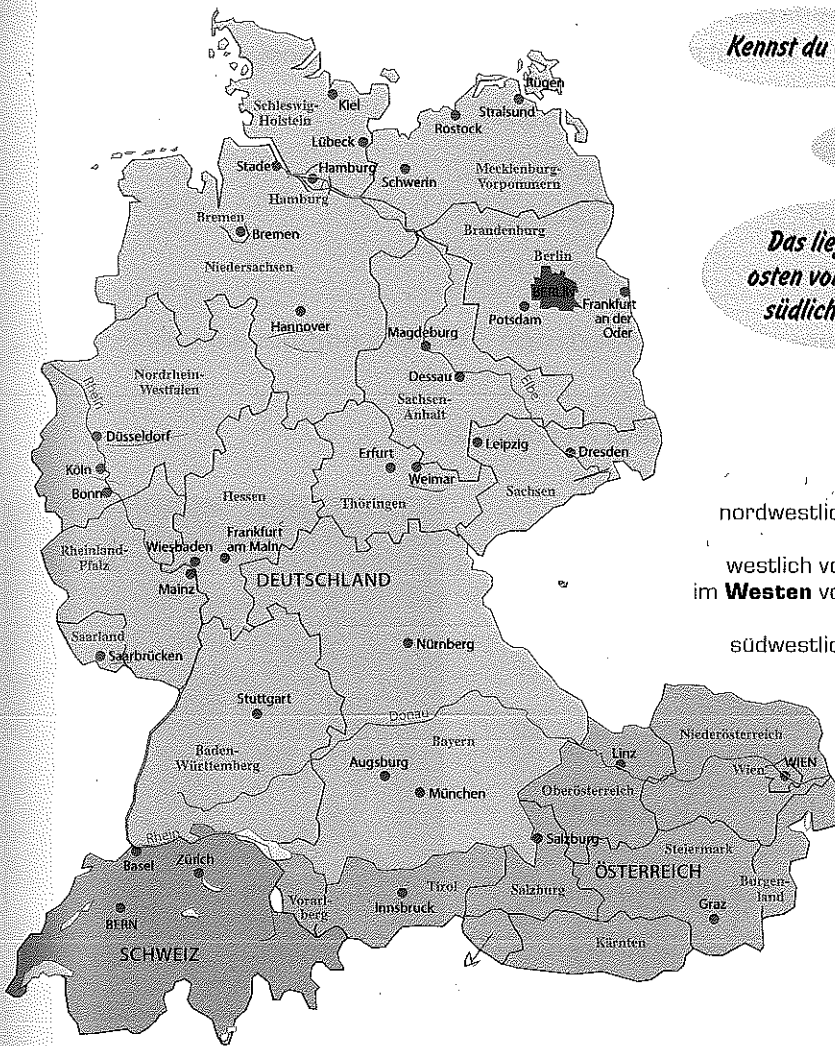 Kennst du
Rügen
Kiel
Stralsund
Schleswig-
Holstein
Rostock
Lübeck
Stade
Hamburg
Schwerin
Mecklenburg-
Vorpommern
Hamburg
Bremen
Bremen
Brandenburg
Berlin
Niedersachsen
BERLIN
Potsdam
Frankfurt
an der
Oder
Das lieg
osten vo
südlich
Hannover
Magdeburg
Nordrhein-
Westfalen
Rhein
Dessau
Elbe
Sachsen-
Anhalt
Düsseldorf
Leipzig
Dresden
Köln
Erfurt
Weimar
Bonn
Hessen
Thüringen
Sachsen
nordwestlic
Rheinland-
Pfalz
Wiesbaden
Frankfurt
am Main
Mainz
DEUTSCHLAND
westlich vo
im Westen vo
Saarland
Saarbrücken
Nürnberg
südwestlic
Stuttgart
Donau
Bayern
Niederösterreich
Baden-
Württemberg
Augsburg
Linz
Wien
WIEN
München
Oberösterreich
Rhein
Salzburg
Steiermark
Basel
Zürich
ÖSTERREICH
Burgen-
land
Vorarl-
berg
Tirol
Innsbruck
Salzburg
BERN
Graz
SCHWEIZ
Kärnten